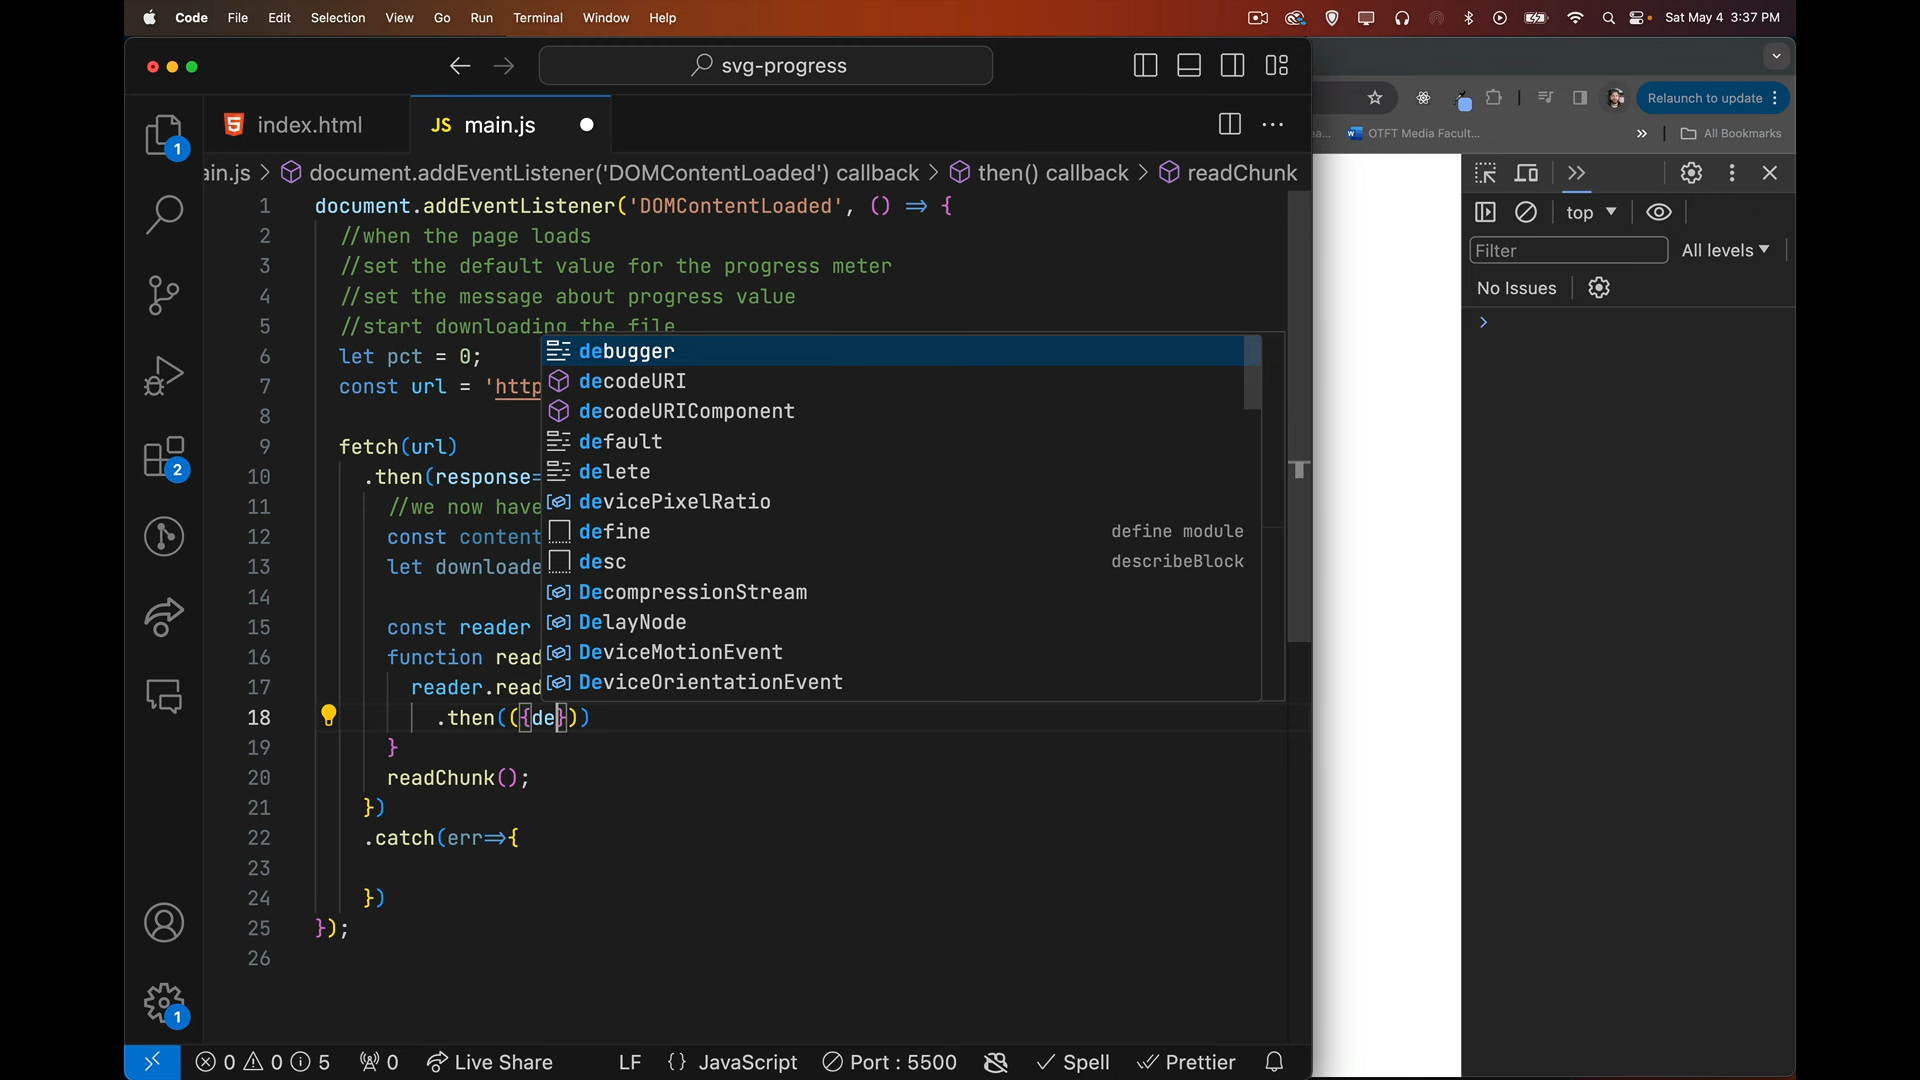 Code File Edit Selection View Go Run Terminal Window Help Sat May 4 3:37 PM
svg-progress
Relaunch to update
index.html JS main.js
OTFT Media Facult... All Bookmarks
ain.js > document.addEventListener('DOMContentLoaded') callback > then() callback > readChunk
1 document.addEventListener('DOMContentLoaded', () => {
2 //when the page loads
3 //set the default value for the progress meter
4 //set the message about progress value
5 //start downloading the file
6 let pct = 0;
7 const url = 'http
8
9 fetch(url)
10 .then(response=
11 //we now have
12 const content
13 let downloade
14
15 const reader
16 function read
17 reader.read
18 .then(({de}))
19 }
20 readChunk();
21 })
22 .catch(err=>{
23
24 })
25 });
26
debugger
decodeURI
decodeURIComponent
default
delete
devicePixelRatio
define define module
desc describeBlock
DecompressionStream
DelayNode
DeviceMotionEvent
DeviceOrientationEvent
top
Filter All levels
No Issues
>
1
2
1
0 0 5 0 Live Share LF {} JavaScript Port : 5500 Spell Prettier